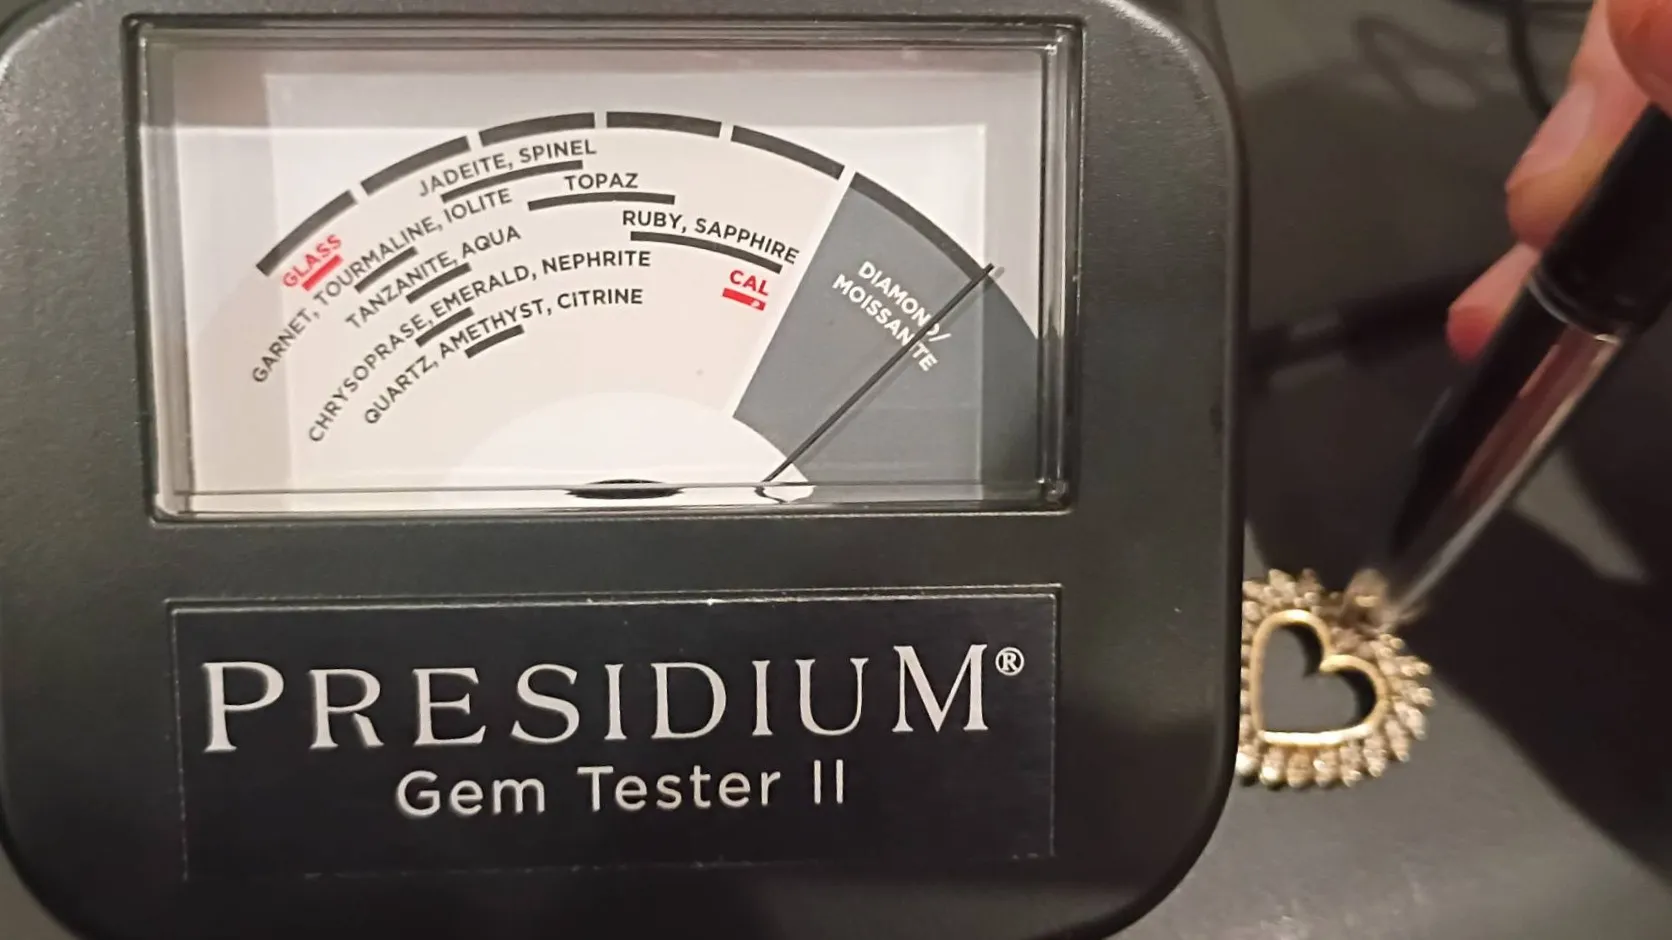 JADEITE, SPINEL
GLASS
TOPAZ
GARNET, TOURMALINE, IOLITE
RUBY, SAPPHIRE
TANZANITE, AQUA
CHRYSOPRASE, EMERALD, NEPHRITE
DIAMOND/
MOISSANITE
CAL
QUARTZ, AMETHYST, CITRINE
PRESIDIUM®
Gem Tester II